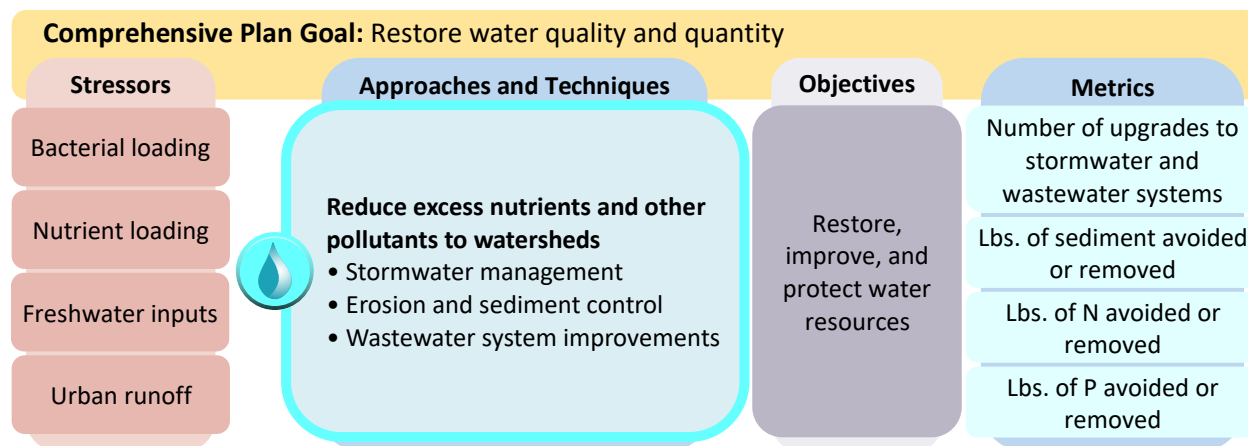 Comprehensive Plan Goal: Restore water quality and quantity
Stressors
Bacterial loading
Nutrient loading
Freshwater inputs
Urban runoff
Approaches and Techniques
Reduce excess nutrients and other
pollutants to watersheds
• Stormwater management
• Erosion and sediment control
• Wastewater system improvements
Objectives
Restore,
improve, and
protect water
resources
Metrics
Number of upgrades to
stormwater and
wastewater systems
Lbs. of sediment avoided
or removed
Lbs. of N avoided or
removed
Lbs. of P avoided or
removed